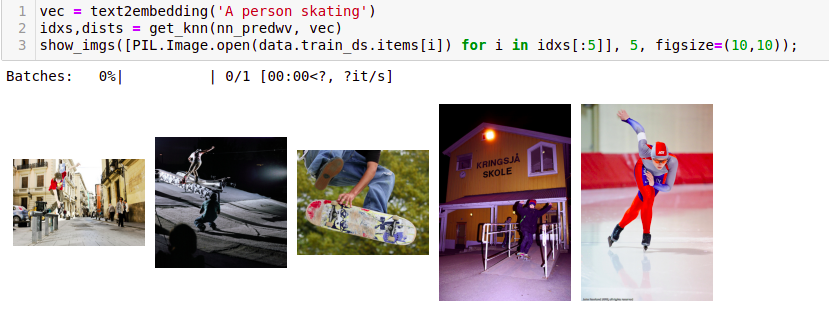 1 vec = text2embedding('A person skating')
2 idxs,dists = get_knn(nn_predwv, vec)
3 show_imgs([PIL.Image.open(data.train_ds.items[i]) for i in idxs[:5]], 5, figsize=(10,10));
Batches: 0%| | 0/1 [00:00<?, ?it/s]
KRINGSJÅ
SKOLE